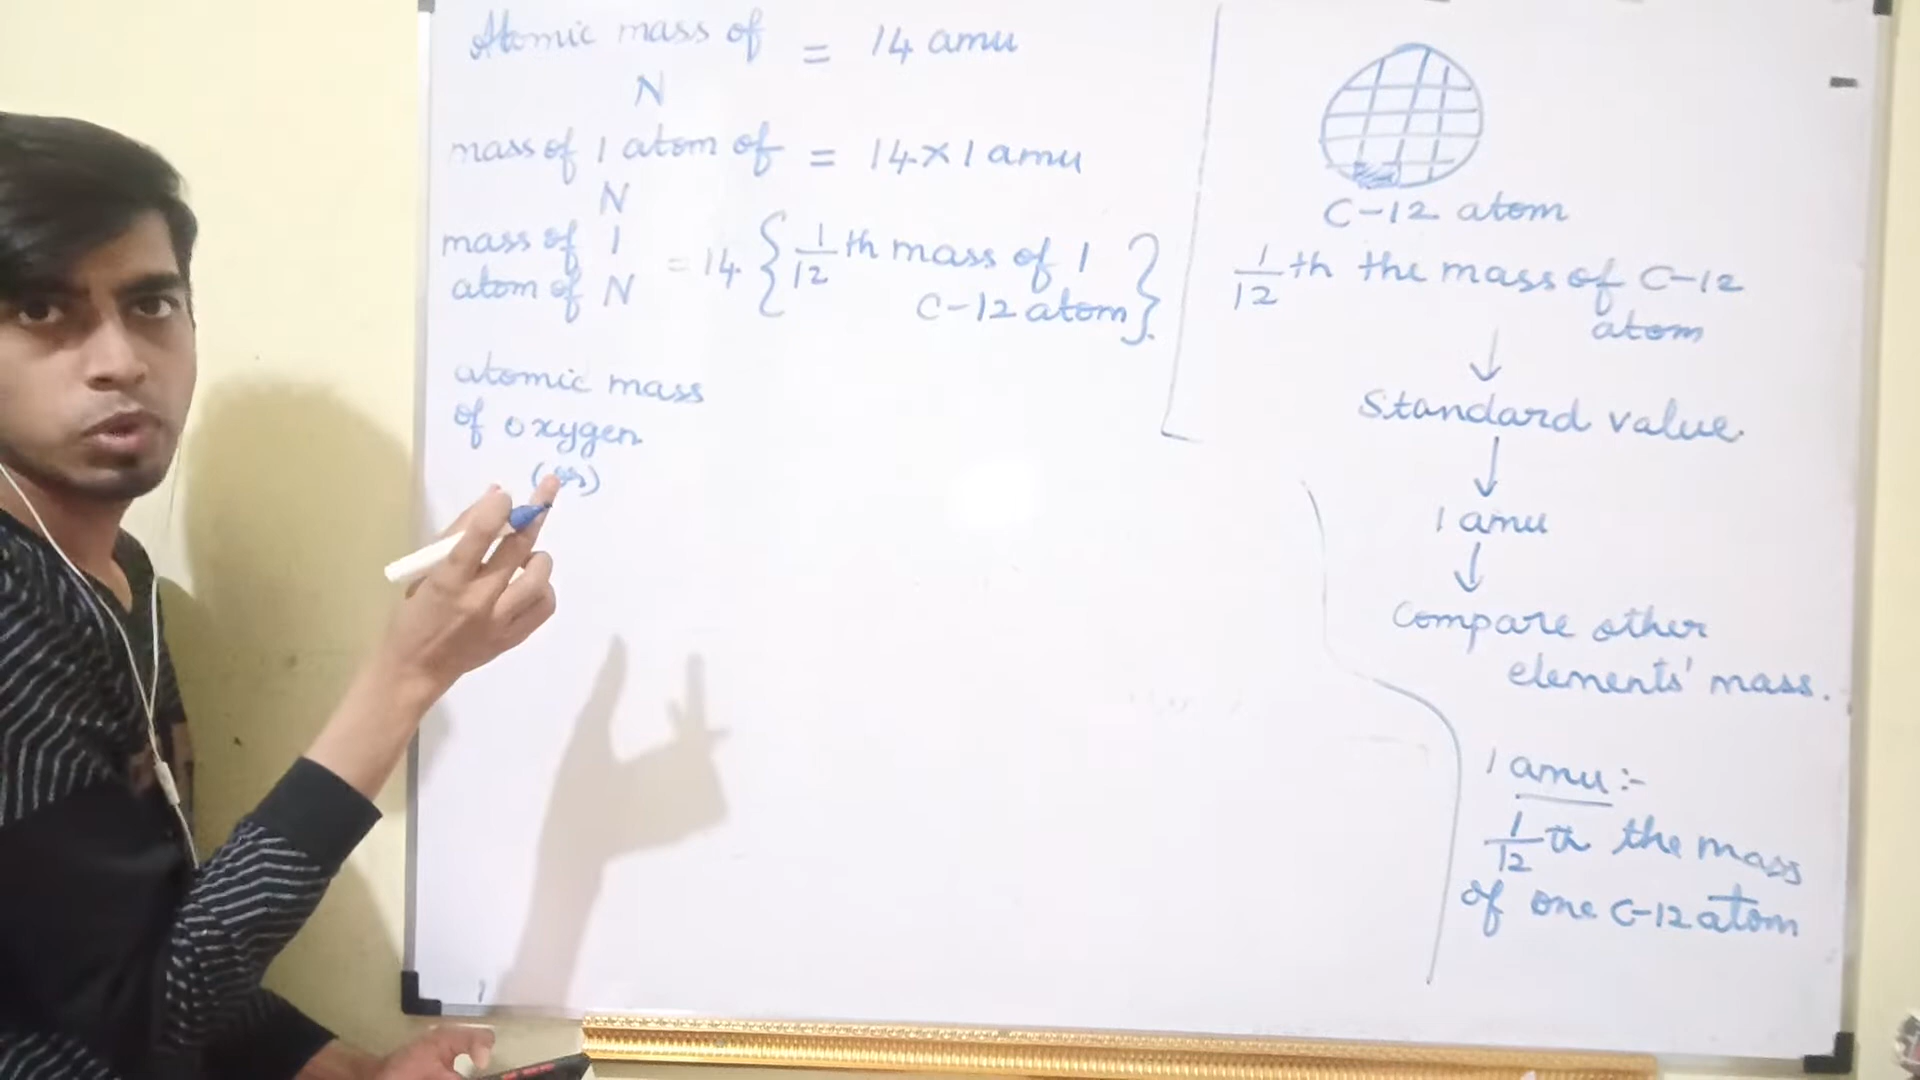 Atomic mass of = 14 amu
N
mass of 1 atom of = 14 × 1 amu
N
mass of 1
atom of N = 14 { 1/12 th mass of 1
C-12 atom }
atomic mass
of oxygen
C-12 atom
1/12 th the mass of C-12
atom
↓
Standard value
↓
1 amu
↓
Compare other
elements' mass.
1 amu :-
1/12 th the mass
of one C-12 atom